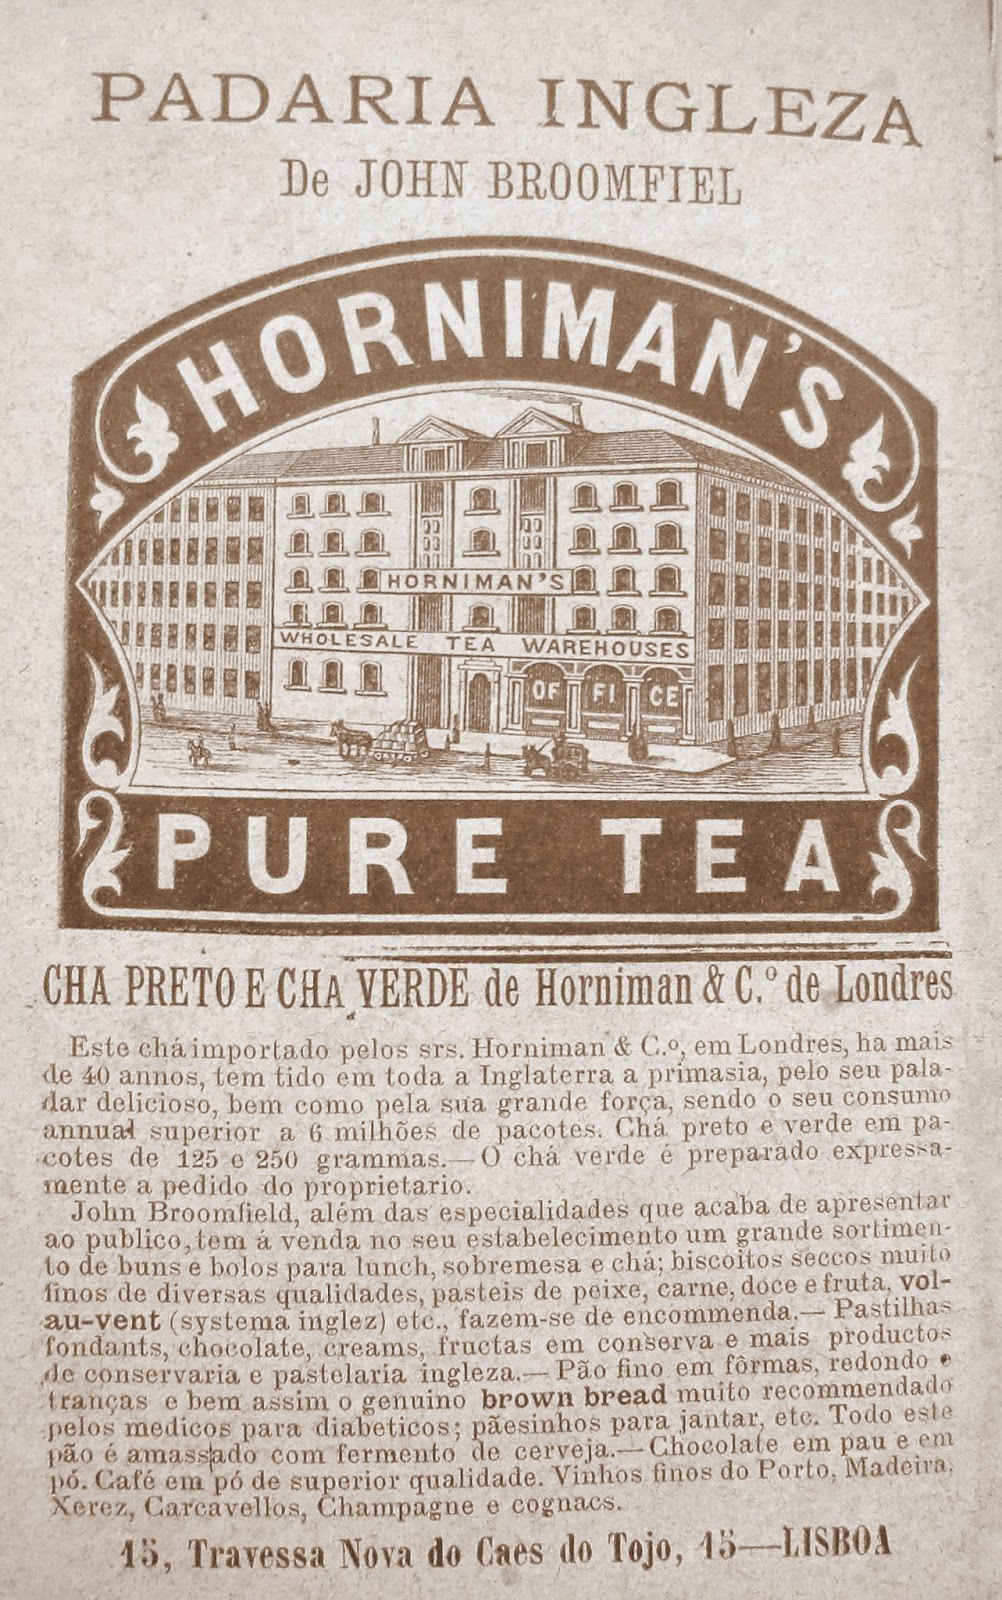 PADARIA INGLEZA
De JOHN BROOMFIEL
HORNIMAN'S
HORNIMAN'S
WHOLESALE TEA WAREHOUSES
OFFICE
PURE TEA
CHA PRETO E CHA VERDE de Horniman & C.º de Londres
Este chá importado pelos srs. Horniman & C.º, em Londres, ha mais
de 40 annos, tem tido em toda a Inglaterra a primasia, pelo seu pala-
dar delicioso, bem como pela sua grande força, sendo o seu consumo
annual superior a 6 milhões de pacotes. Chá preto e verde em pa-
cotes de 125 e 250 grammas.—O chá verde é preparado expressa-
mente a pedido do proprietario.
John Broomfield, além das especialidades que acaba de apresentar
ao publico, tem á venda no seu estabelecimento um grande sortimen-
to de buns e bolos para lunch, sobremesa e chá; biscoitos seccos muito
finos de diversas qualidades, pasteis de peixe, carne, doce e fruta, vol-
au-vent (systema inglez) etc., fazem-se de encommenda.—Pastilhas
fondants, chocolate, creams, fructas em conserva e mais productos
de conservaria e pastelaria ingleza.—Pão fino em fôrmas, redondo e
tranças e bem assim o genuino brown bread muito recommendado
pelos medicos para diabeticos; pãesinhos para jantar, etc. Todo este
pão é amassado com fermento de cerveja.—Chocolate em pau e em
pó. Café em pó de superior qualidade. Vinhos finos do Porto, Madeira,
Xerez, Carcavellos, Champagne e cognacs.
15, Travessa Nova do Caes do Tojo, 15—LISBOA